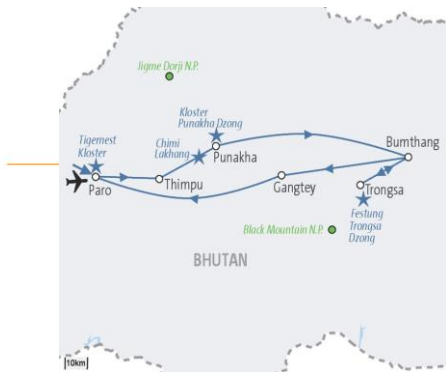 Jigme Dorji N.P.
Kloster
Punakha Dzong
Tigernest
Kloster
Chimi
Lakhang
Punakha
Bumthang
Paro
Thimpu
Gangtey
Trongsa
Festung
Trongsa
Dzong
Black Mountain N.P.
BHUTAN
10km